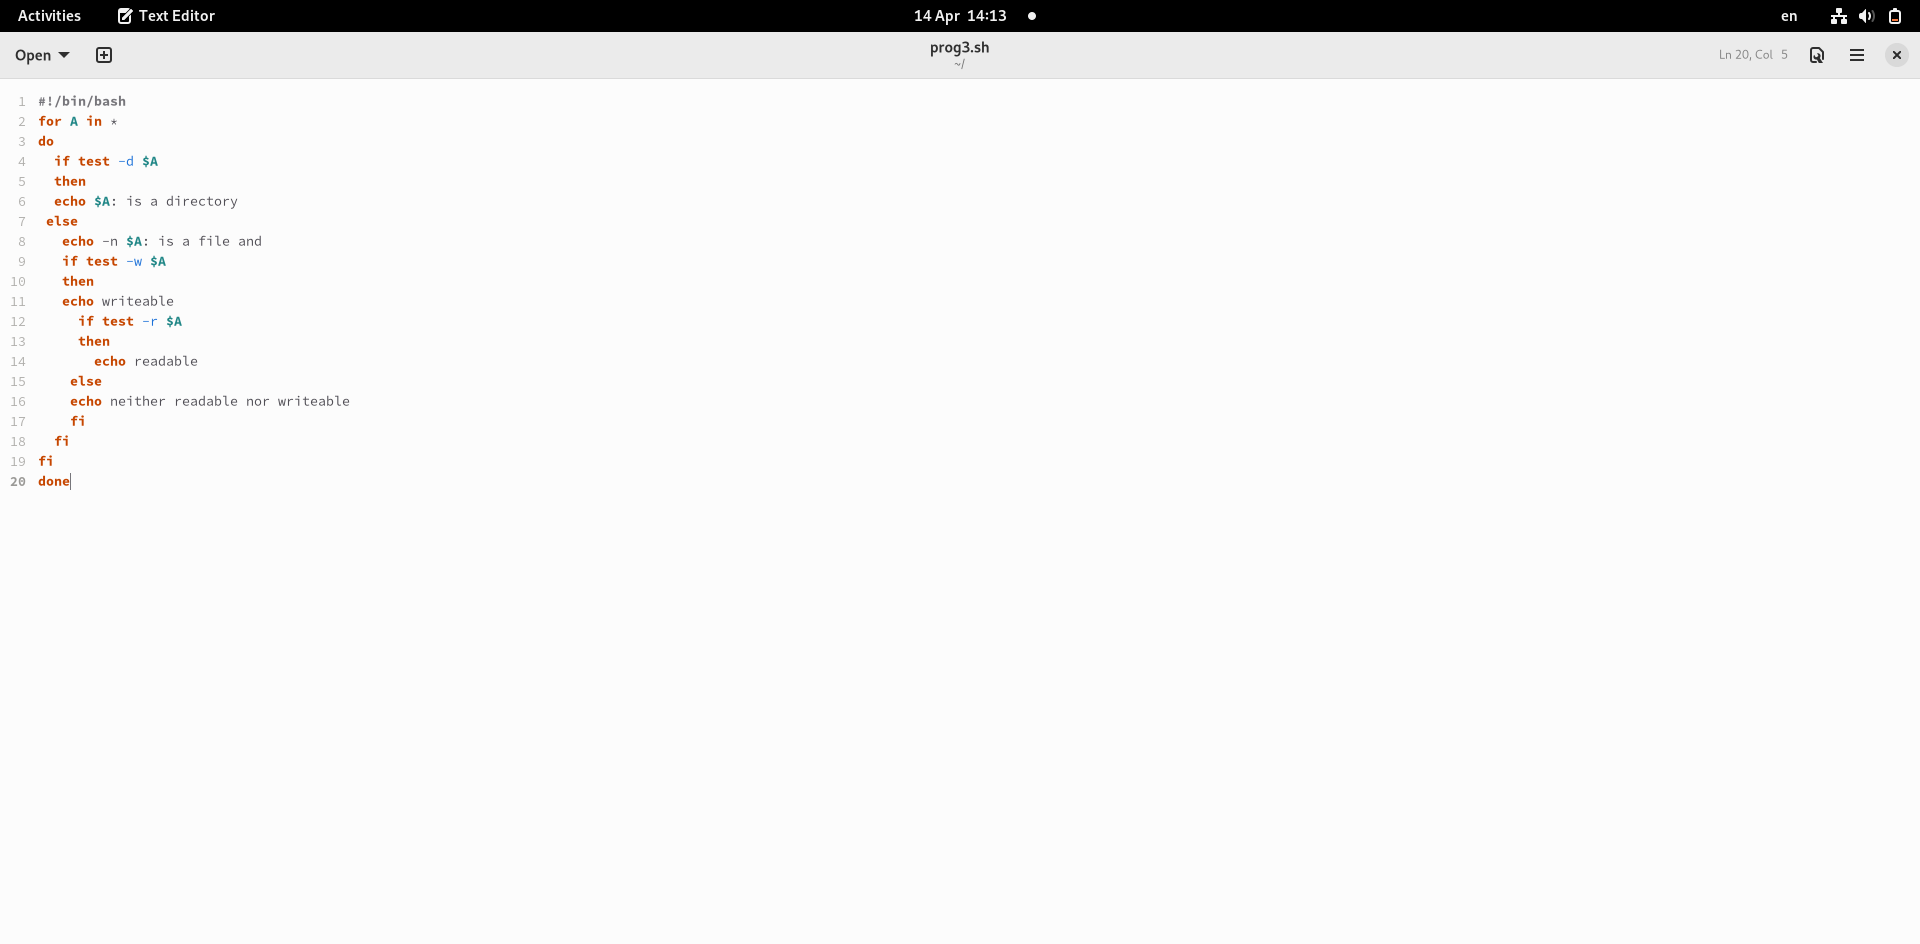 Activities Text Editor 14 Apr 14:13 en
Open prog3.sh Ln 20, Col 5
~/
1 #!/bin/bash
2 for A in *
3 do
4   if test -d $A
5   then
6   echo $A: is a directory
7  else
8    echo -n $A: is a file and
9    if test -w $A
10    then
11    echo writeable
12      if test -r $A
13      then
14        echo readable
15     else
16     echo neither readable nor writeable
17     fi
18   fi
19 fi
20 done